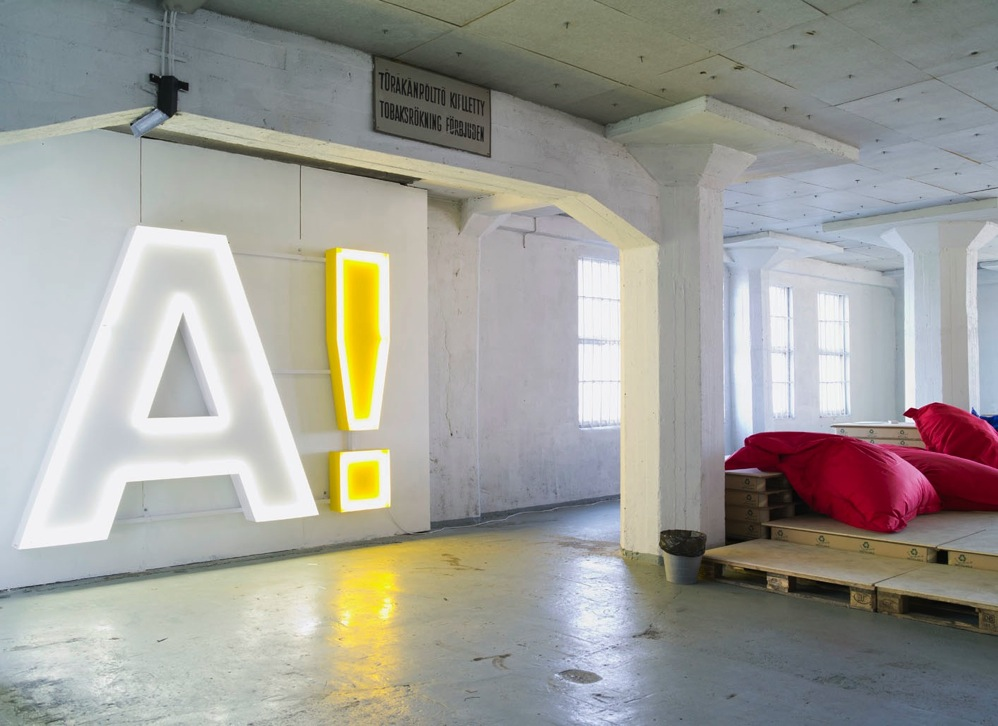 TUPAKANPOLTTO KIELLETTY
TOBAKSRÖKNING FÖRBJUDEN
A!